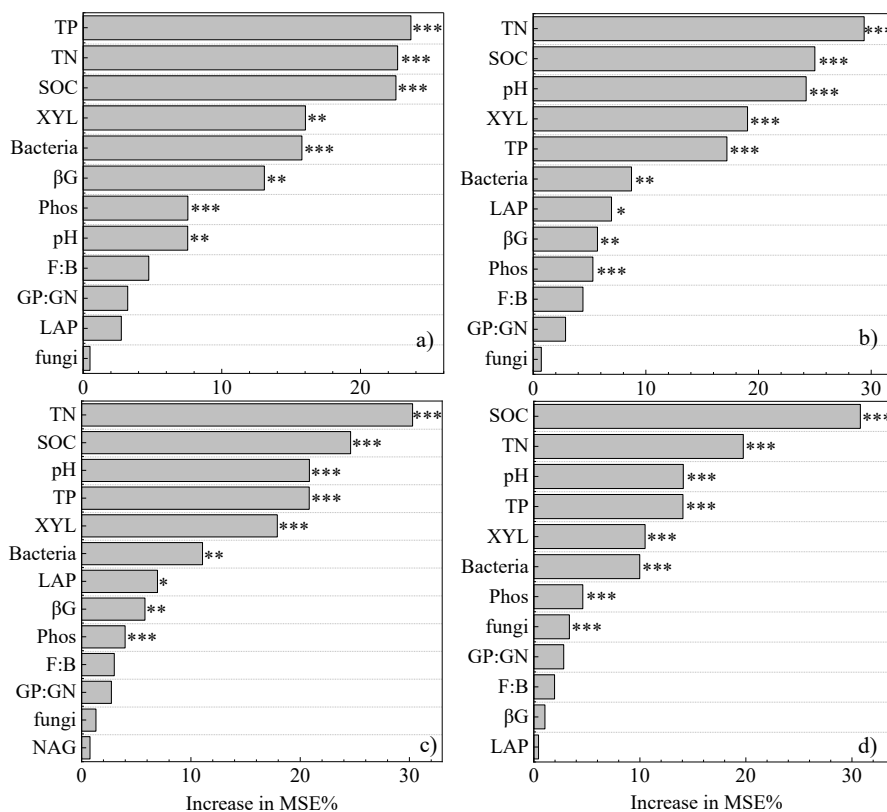 TP
***
TN
***
SOC
***
XYL
**
Bacteria
***
βG
**
Phos
***
pH
**
F:B
GP:GN
LAP
fungi
a)
0 10 20
TN
***
SOC
***
pH
***
XYL
***
TP
***
Bacteria
**
LAP
*
βG
**
Phos
***
F:B
GP:GN
fungi
b)
0 10 20 30
TN
***
SOC
***
pH
***
TP
***
XYL
***
Bacteria
**
LAP
*
βG
**
Phos
***
F:B
GP:GN
fungi
NAG
c)
0 10 20 30
Increase in MSE%
SOC
***
TN
***
pH
***
TP
***
XYL
***
Bacteria
***
Phos
***
fungi
***
GP:GN
F:B
βG
LAP
d)
0 10 20 30
Increase in MSE%